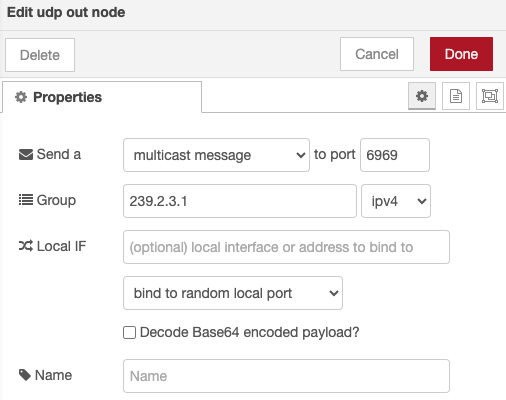 Edit udp out node
Delete Cancel Done
Properties
Send a multicast message to port 6969
Group 239.2.3.1 ipv4
Local IF (optional) local interface or address to bind to
bind to random local port
Decode Base64 encoded payload?
Name Name